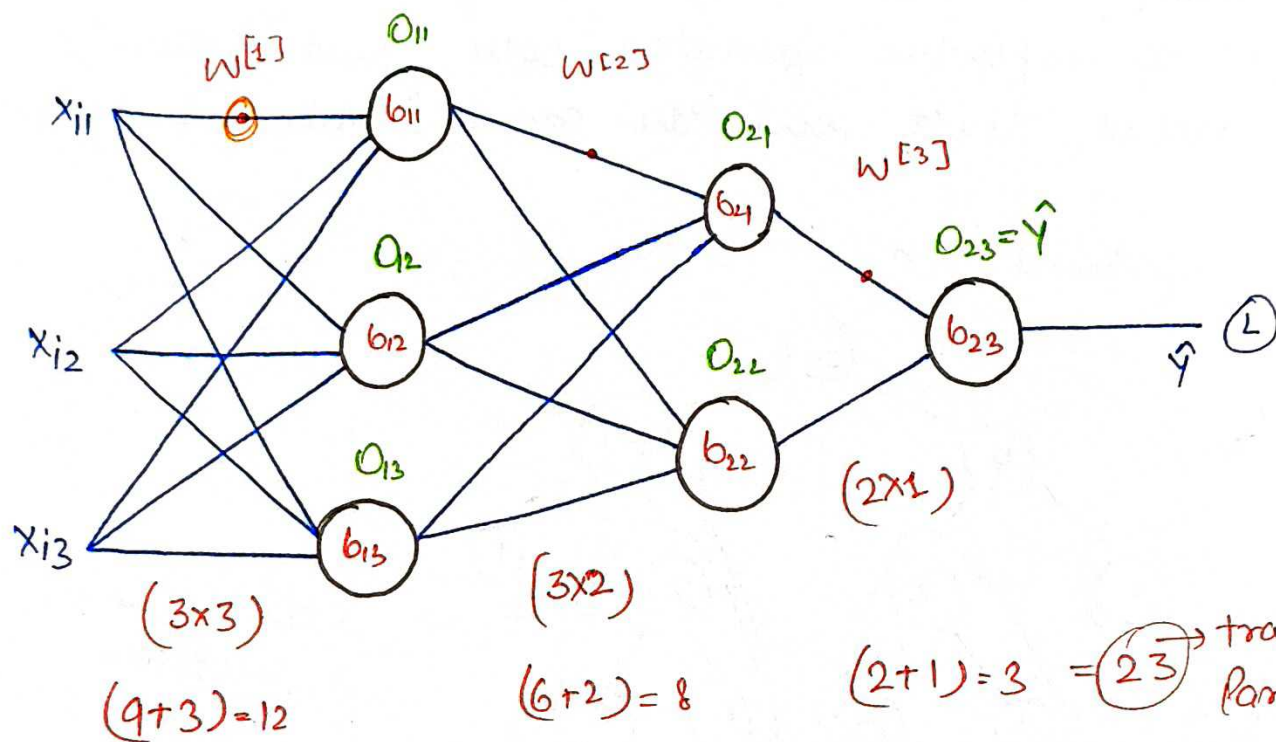 O11
W[1]
W[2]
Xi1
b11
O21
W[3]
b21
O23=Ŷ
O12
Xi2
b12
b23
Ŷ
L
O22
b22
O13
Xi3
b13
(2x1)
(3x3)
(3x2)
(9+3)=12
(6+2)=8
(2+1)=3 =23→